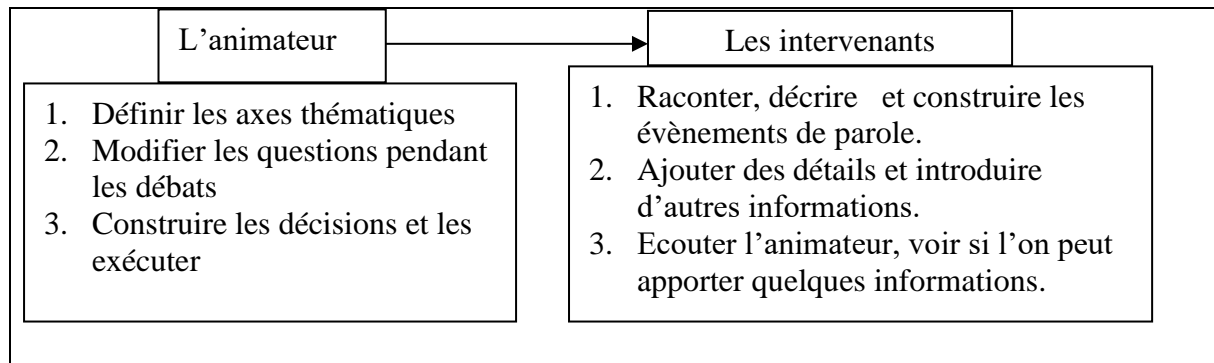 L’animateur
1. Définir les axes thématiques
2. Modifier les questions pendant
les débats
3. Construire les décisions et les
exécuter
Les intervenants
1. Raconter, décrire et construire les
évènements de parole.
2. Ajouter des détails et introduire
d’autres informations.
3. Ecouter l’animateur, voir si l’on peut
apporter quelques informations.